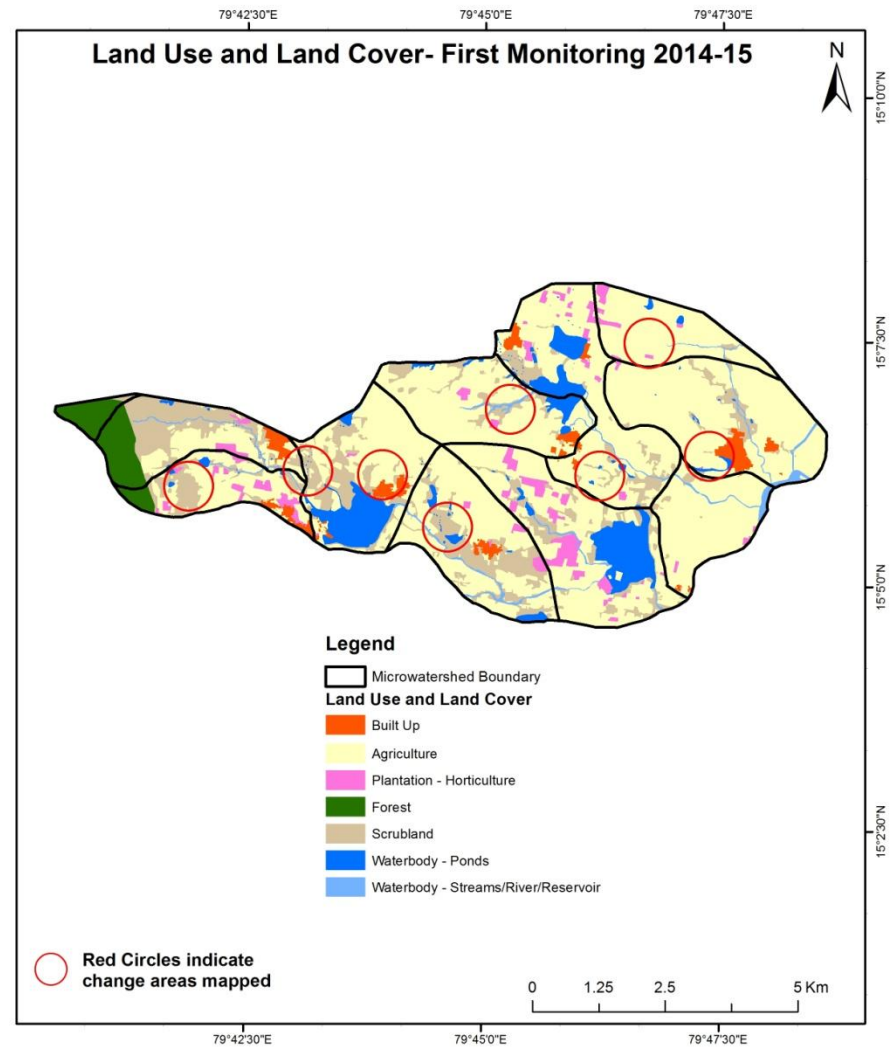 79°42'30"E 79°45'0"E 79°47'30"E
Land Use and Land Cover- First Monitoring 2014-15
N
15°10'0"N
15°7'30"N
15°5'0"N
15°2'30"N
Legend
Microwatershed Boundary
Land Use and Land Cover
Built Up
Agriculture
Plantation - Horticulture
Forest
Scrubland
Waterbody - Ponds
Waterbody - Streams/River/Reservoir
Red Circles indicate
change areas mapped
0 1.25 2.5 5 Km
79°42'30"E 79°45'0"E 79°47'30"E